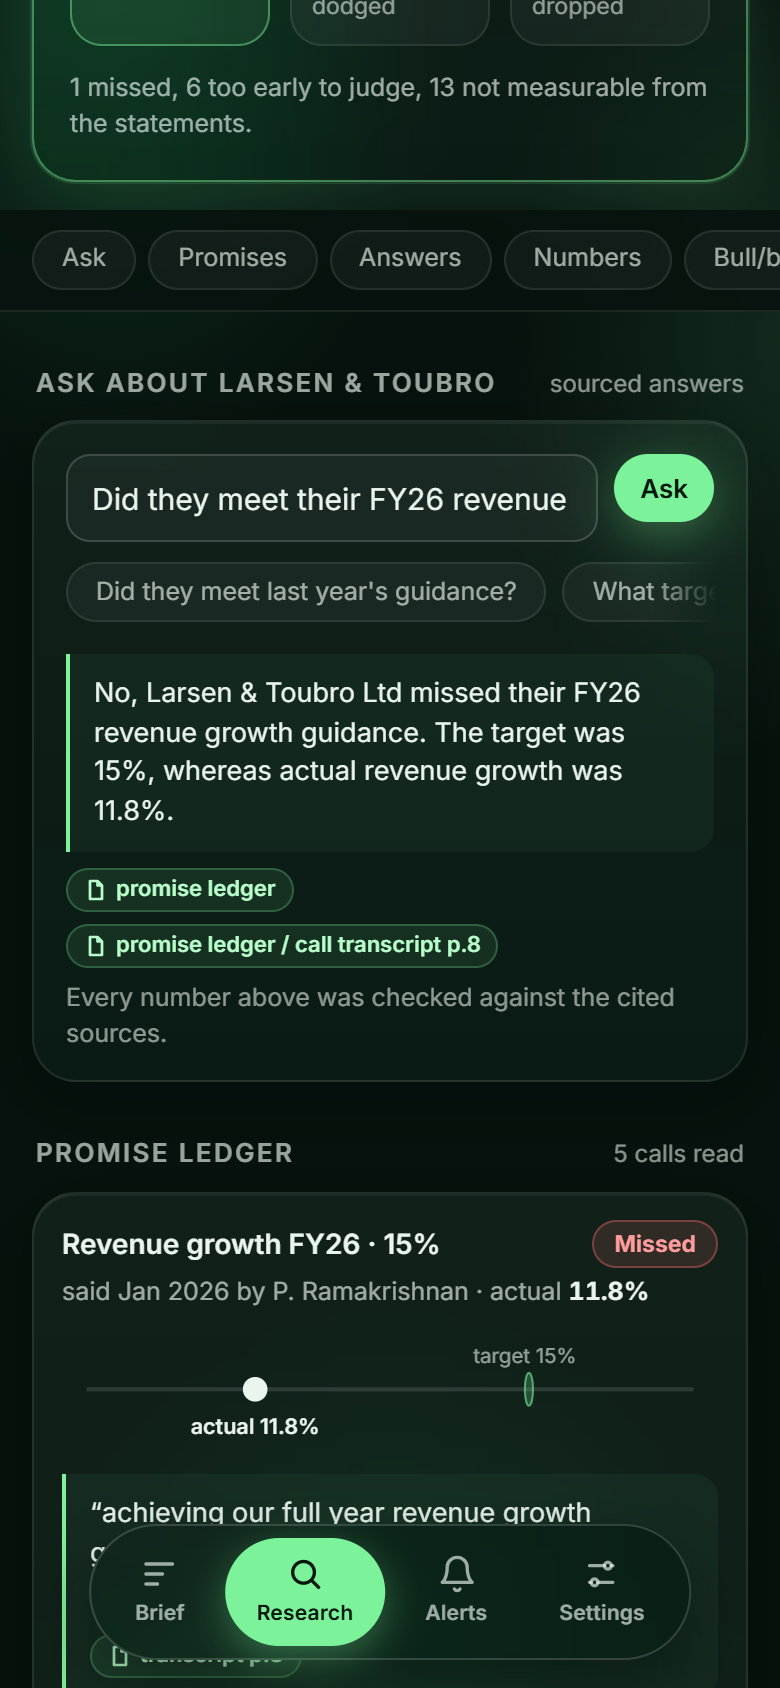 dodged
dropped
1 missed, 6 too early to judge, 13 not measurable from
the statements.
Ask
Promises
Answers
Numbers
Bull/b
ASK ABOUT LARSEN & TOUBRO
sourced answers
Did they meet their FY26 revenue
Ask
Did they meet last year's guidance?
What targe
No, Larsen & Toubro Ltd missed their FY26
revenue growth guidance. The target was
15%, whereas actual revenue growth was
11.8%.
promise ledger
promise ledger / call transcript p.8
Every number above was checked against the cited
sources.
PROMISE LEDGER
5 calls read
Revenue growth FY26 · 15%
Missed
said Jan 2026 by P. Ramakrishnan · actual 11.8%
target 15%
actual 11.8%
“achieving our full year revenue growth
Brief
Research
Alerts
Settings